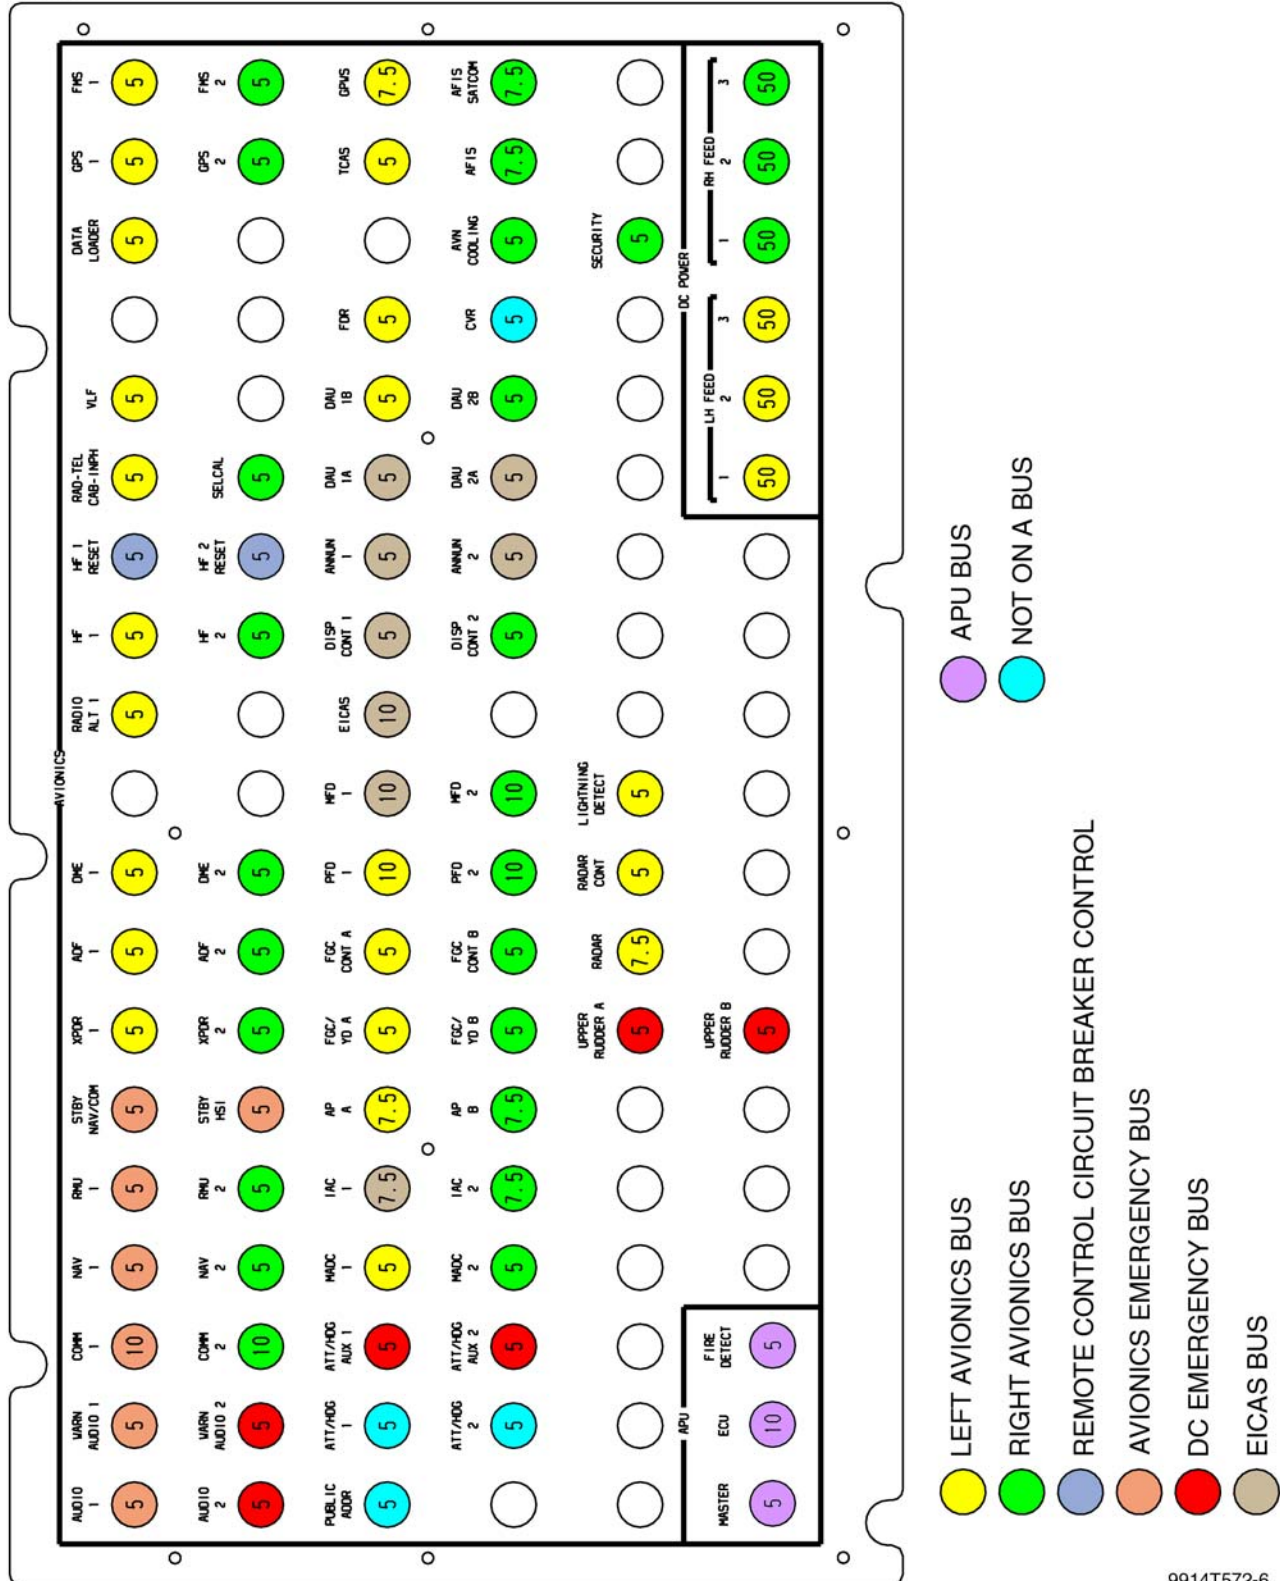 AVIONICS
AUDIO
1
5
WARN
AUDIO 1
5
COMM
1
10
NAV
1
5
RMU
1
5
STBY
NAV/COM
5
XPDR
1
5
ADF
1
5
DME
1
5
RADIO
ALT 1
5
HF
1
5
HF 1
RESET
5
RAD-TEL
CAB-INPH
5
VLF
5
DATA
LOADER
5
GPS
1
5
FMS
1
5
AUDIO
2
5
WARN
AUDIO 2
5
COMM
2
10
NAV
2
5
RMU
2
5
STBY
HSI
5
XPDR
2
5
ADF
2
5
DME
2
5
HF
2
5
HF 2
RESET
5
SELCAL
5
GPS
2
5
FMS
2
5
PUBLIC
ADDR
5
ATT/HDG
1
5
ATT/HDG
AUX 1
5
MADC
1
5
IAC
1
7.5
AP
A
7.5
FGC/
YD A
5
FGC
CONT A
5
PFD
1
10
MFD
1
10
EICAS
10
DISP
CONT 1
5
ANNUN
1
5
DAU
1A
5
DAU
1B
5
FDR
5
TCAS
5
GPWS
7.5
ATT/HDG
2
5
ATT/HDG
AUX 2
5
MADC
2
5
IAC
2
7.5
AP
B
7.5
FGC/
YD B
5
FGC
CONT B
5
PFD
2
10
MFD
2
10
DISP
CONT 2
5
ANNUN
2
5
DAU
2A
5
DAU
2B
5
CVR
5
AVN
COOLING
5
AFIS
7.5
AFIS
SATCOM
7.5
UPPER
RUDDER A
5
RADAR
7.5
RADAR
CONT
5
LIGHTNING
DETECT
5
SECURITY
5
APU
MASTER
5
ECU
10
FIRE
DETECT
5
UPPER
RUDDER B
5
DC POWER
LH FEED
1
50
2
50
3
50
RH FEED
1
50
2
50
3
50
LEFT AVIONICS BUS
RIGHT AVIONICS BUS
REMOTE CONTROL CIRCUIT BREAKER CONTROL
AVIONICS EMERGENCY BUS
DC EMERGENCY BUS
EICAS BUS
APU BUS
NOT ON A BUS